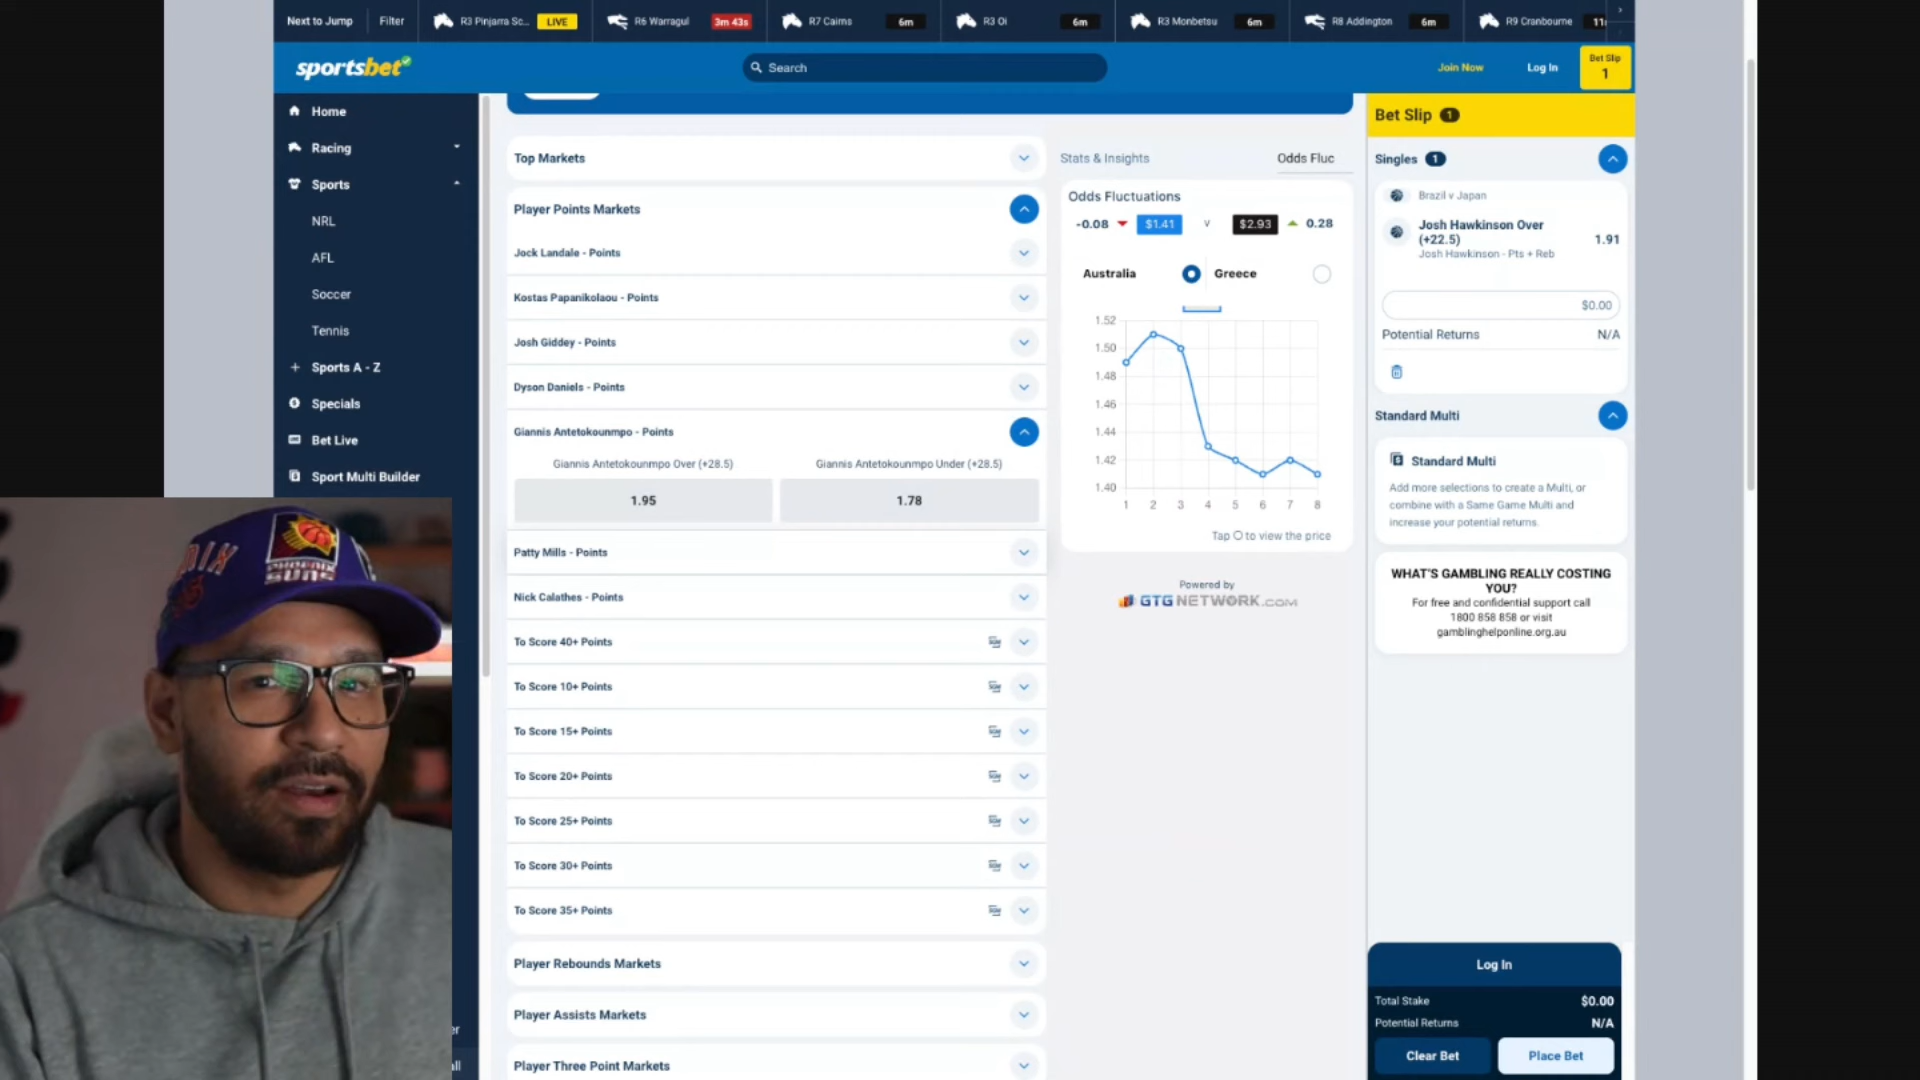 Next to Jump
Filter
R3 Pinjarra Sc...
LIVE
R6 Warragul
3m 43s
R7 Cairns
6m
R3 Oi
6m
R3 Monbetsu
6m
R8 Addington
6m
R9 Cranbourne
sportsbet
Search
Join Now
Log In
Bet Slip
1
Home
Racing
Sports
NRL
AFL
Soccer
Tennis
Sports A - Z
Specials
Bet Live
Sport Multi Builder
Top Markets
Player Points Markets
Jock Landale - Points
Kostas Papanikolaou - Points
Josh Giddey - Points
Dyson Daniels - Points
Giannis Antetokounmpo - Points
Giannis Antetokounmpo Over (+28.5)
Giannis Antetokounmpo Under (+28.5)
1.95
1.78
Patty Mills - Points
Nick Calathes - Points
To Score 40+ Points
To Score 10+ Points
To Score 15+ Points
To Score 20+ Points
To Score 25+ Points
To Score 30+ Points
To Score 35+ Points
Player Rebounds Markets
Player Assists Markets
Player Three Point Markets
Stats & Insights
Odds Fluc
Odds Fluctuations
-0.08
$1.41
v
$2.93
0.28
Australia
Greece
1.52
1.50
1.48
1.46
1.44
1.42
1.40
1 2 3 4 5 6 7 8
Tap O to view the price
Powered by
GTG NETWORK.COM
Bet Slip 1
Singles 1
Brazil v Japan
Josh Hawkinson Over
(+22.5)
1.91
Josh Hawkinson - Pts + Reb
$0.00
Potential Returns
N/A
Standard Multi
Standard Multi
Add more selections to create a Multi, or
combine with a Same Game Multi and
increase your potential returns.
WHAT'S GAMBLING REALLY COSTING
YOU?
For free and confidential support call
1800 858 858 or visit
gamblinghelponline.org.au
Log In
Total Stake
$0.00
Potential Returns
N/A
Clear Bet
Place Bet
PHOENIX
SUNS